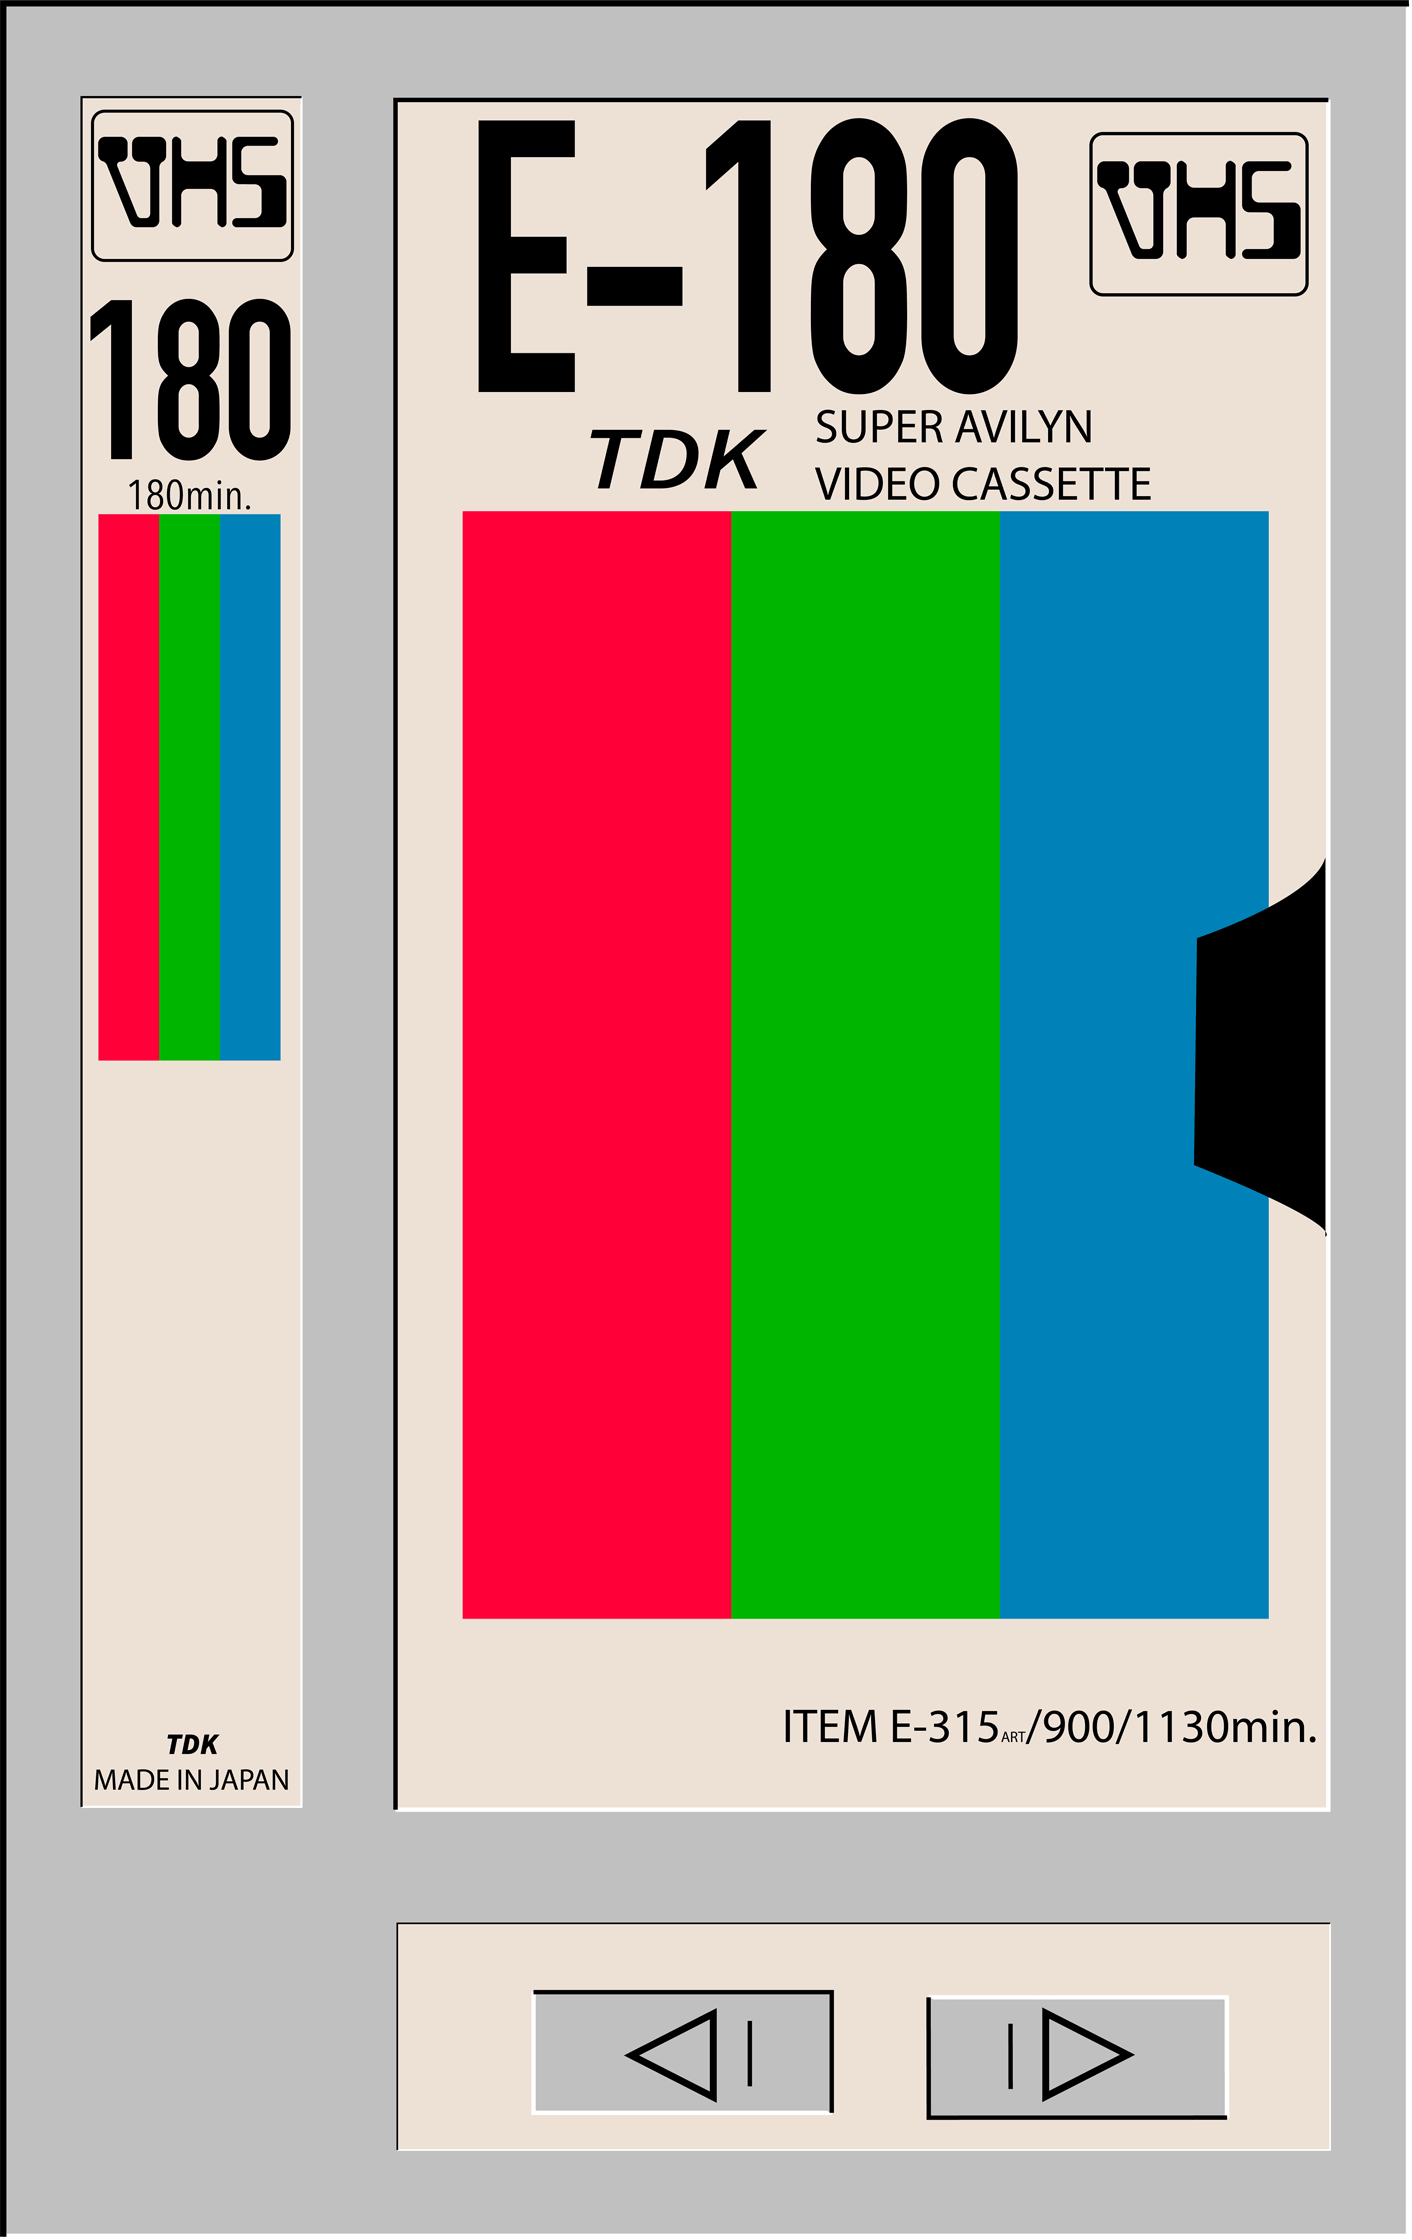 VHS
180
180min.
TDK
MADE IN JAPAN
E-180
VHS
TDK
SUPER AVILYN
VIDEO CASSETTE
ITEM E-315ART/900/1130min.